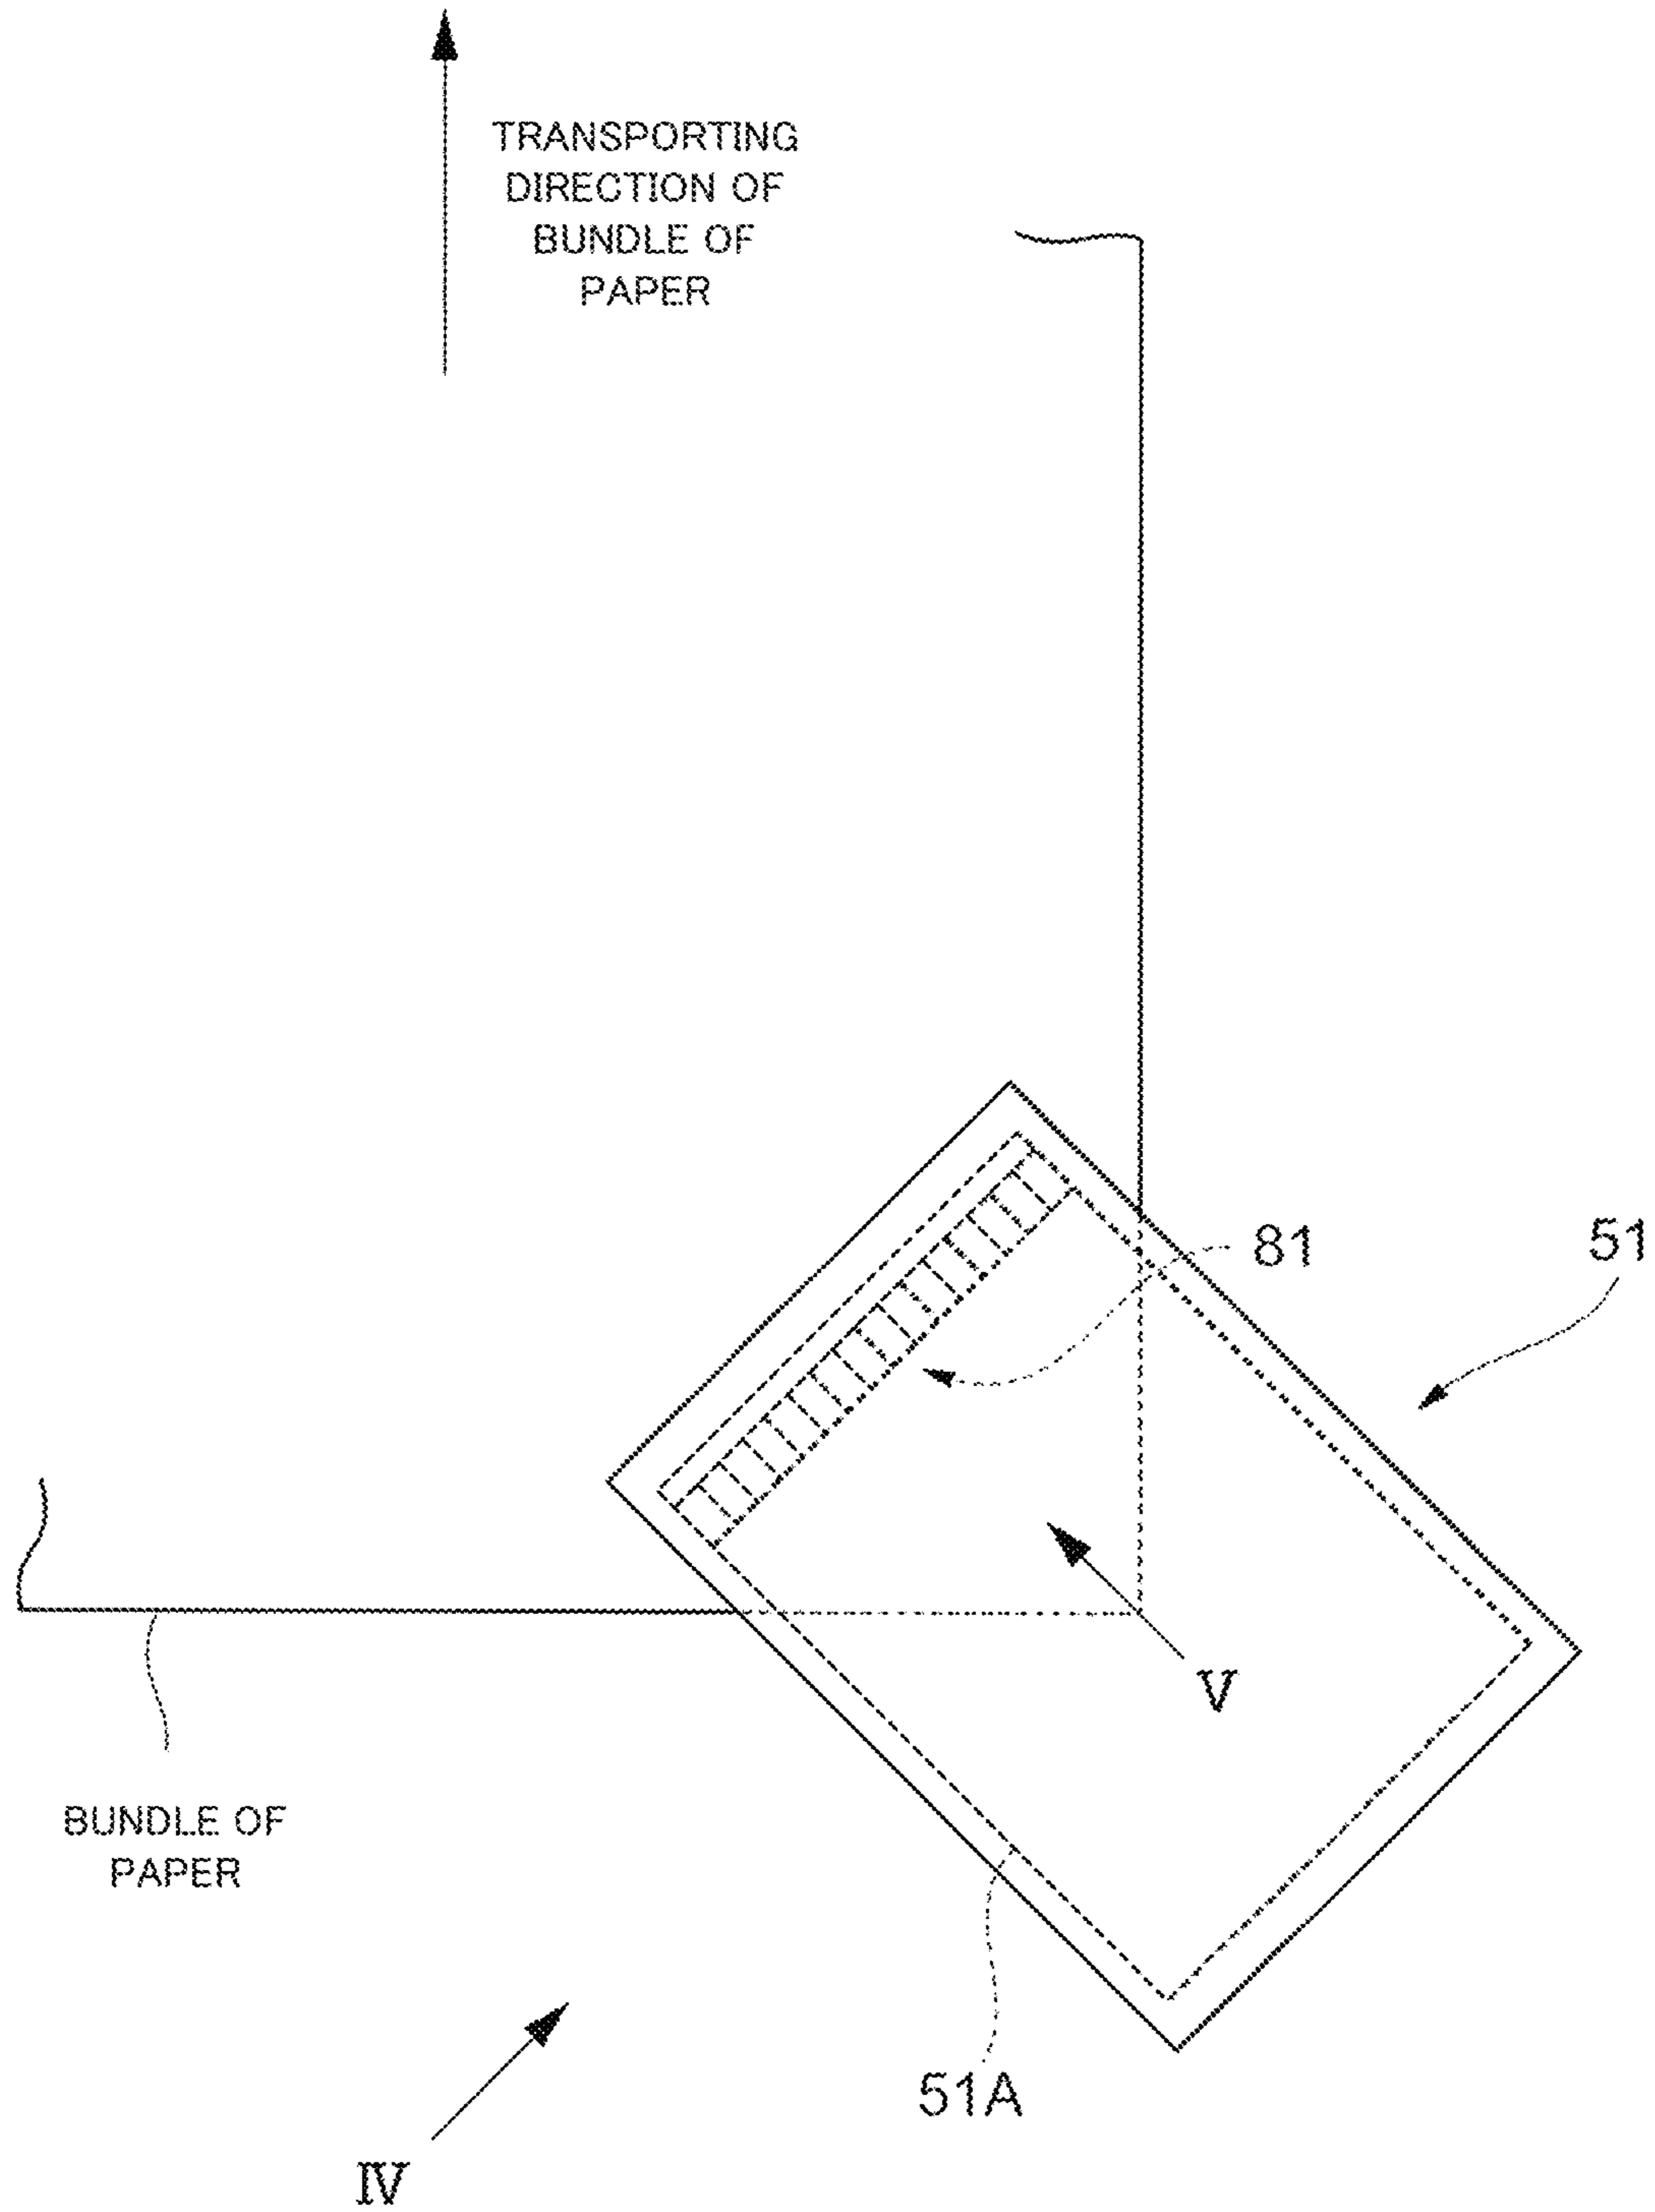 TRANSPORTING
DIRECTION OF
BUNDLE OF
PAPER
81
51
V
BUNDLE OF
PAPER
51A
IV